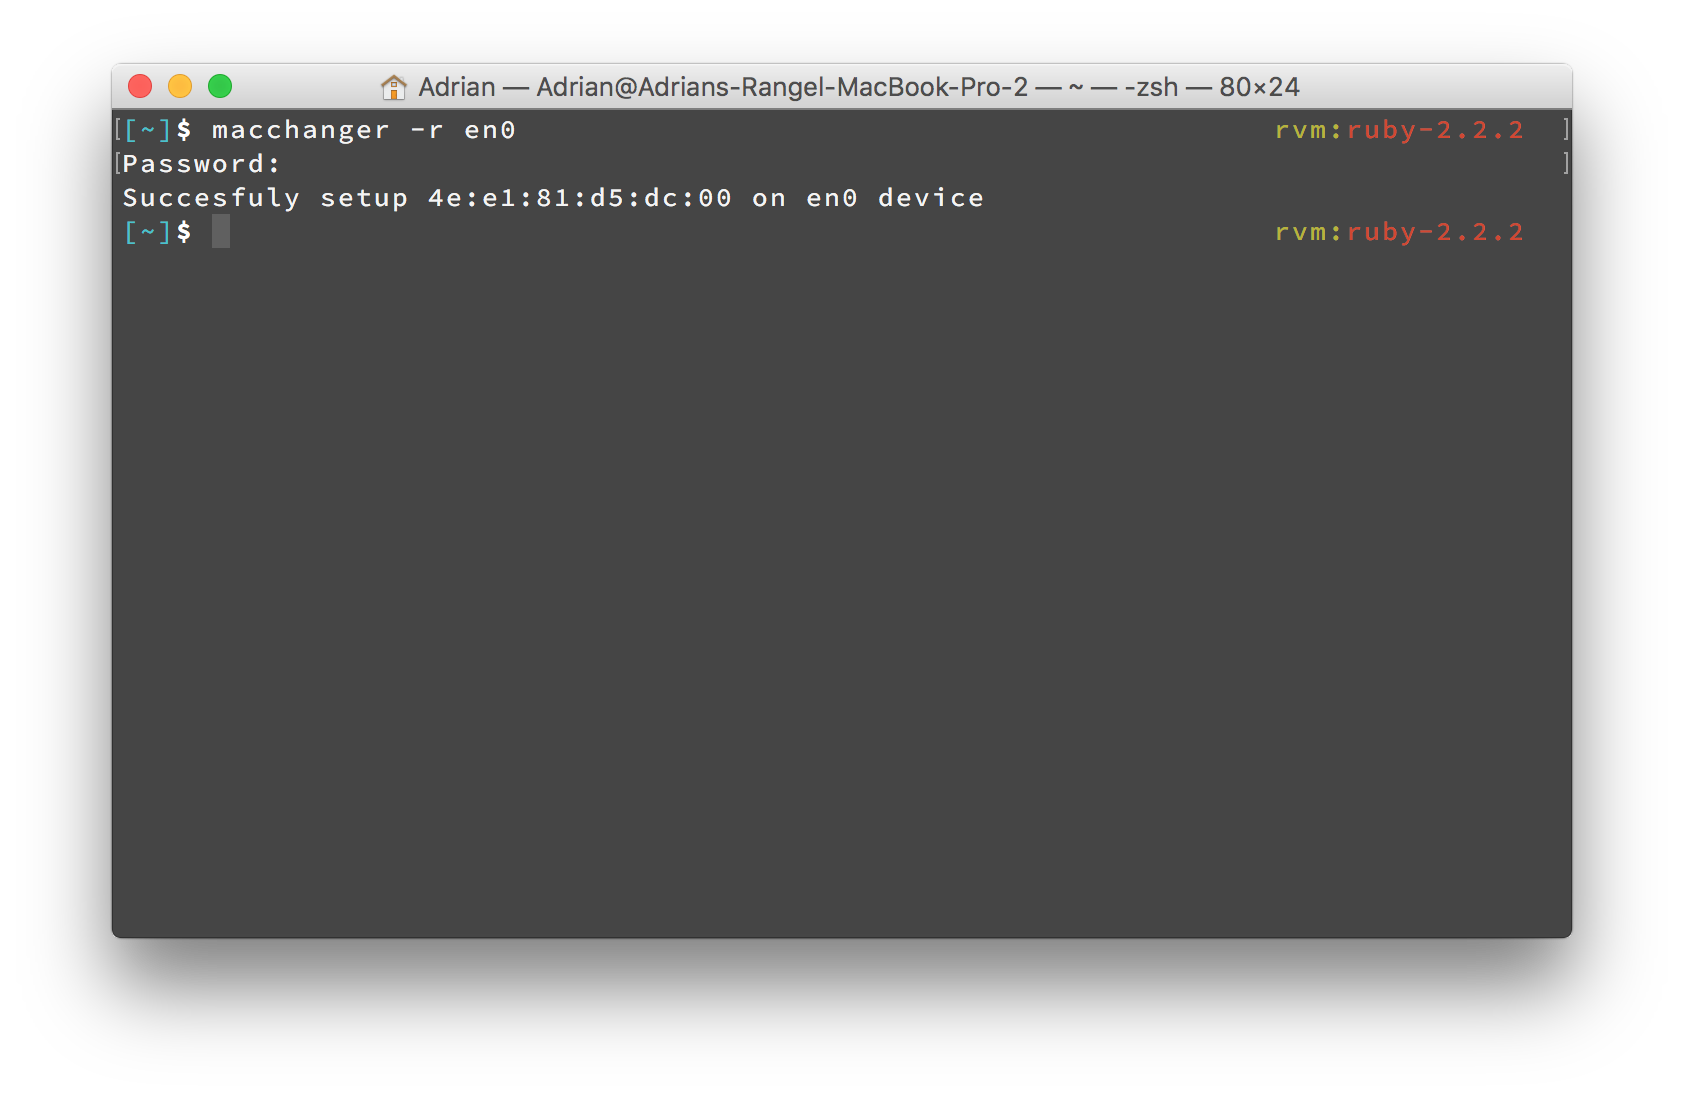 Adrian — Adrian@Adrians-Rangel-MacBook-Pro-2 — ~ — -zsh — 80×24
[[~]$ macchanger -r en0 rvm:ruby-2.2.2 ]
[Password: ]
Succesfuly setup 4e:e1:81:d5:dc:00 on en0 device
[~]$ rvm:ruby-2.2.2